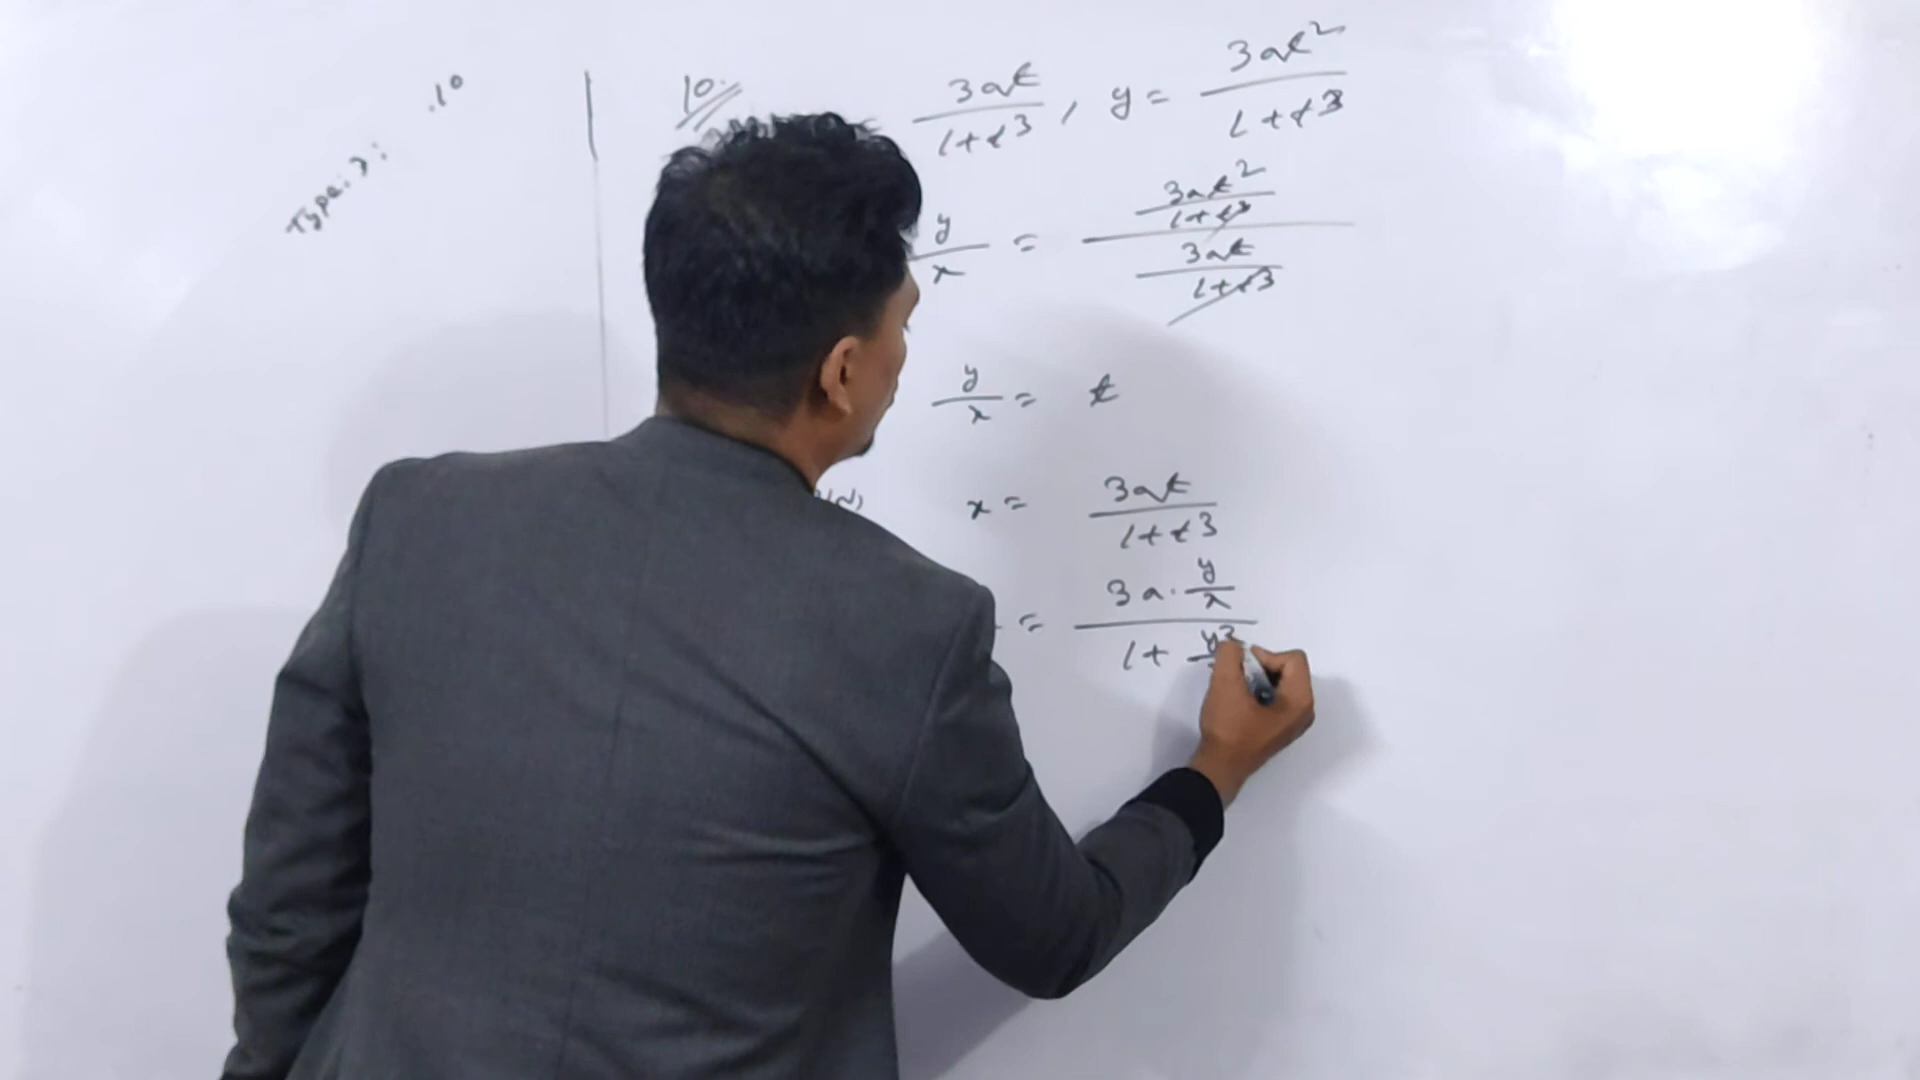 Type: 7: .10
10. 3at/1+t3 , y = 3at²/1+t3
y/x = 3at²/1+t3 / 3at/1+t3
y/x = t
x = 3at/1+t3
= 3a.y/x / 1+ y3